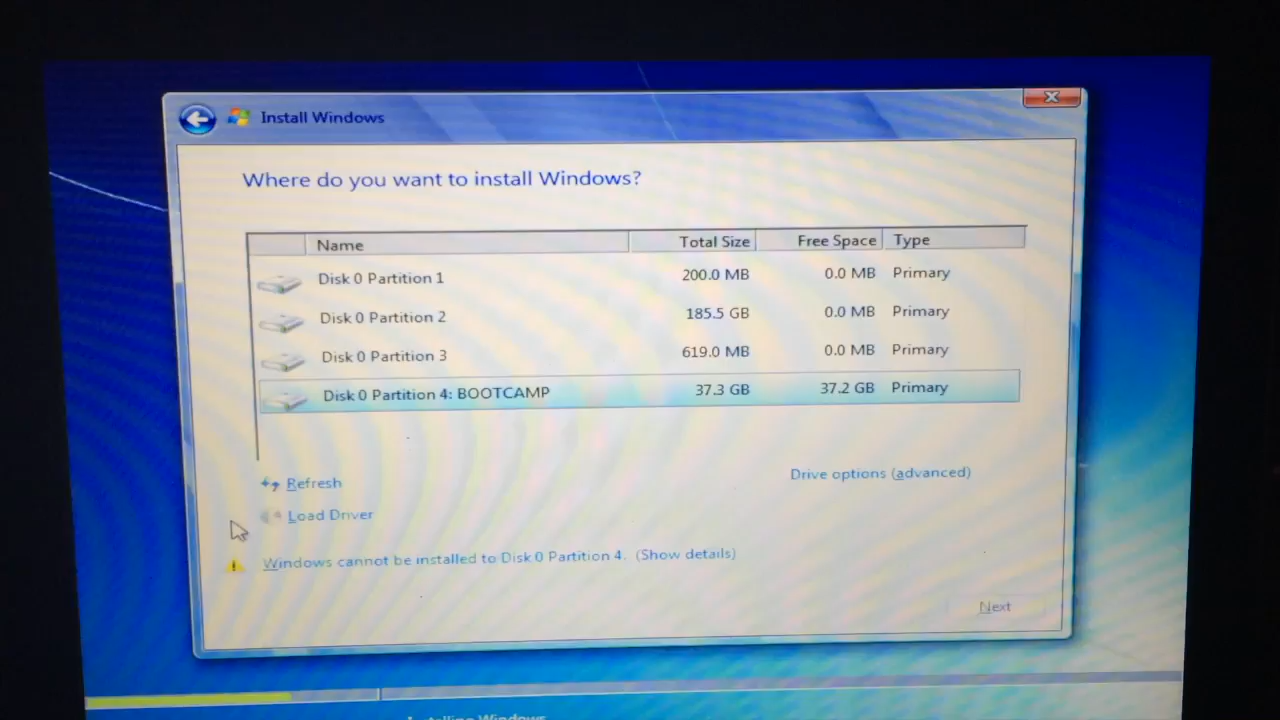 Install Windows
Where do you want to install Windows?
Name Total Size Free Space Type
Disk 0 Partition 1 200.0 MB 0.0 MB Primary
Disk 0 Partition 2 185.5 GB 0.0 MB Primary
Disk 0 Partition 3 619.0 MB 0.0 MB Primary
Disk 0 Partition 4: BOOTCAMP 37.3 GB 37.2 GB Primary
Refresh Drive options (advanced)
Load Driver
Windows cannot be installed to Disk 0 Partition 4. (Show details)
Next
Installing Windows